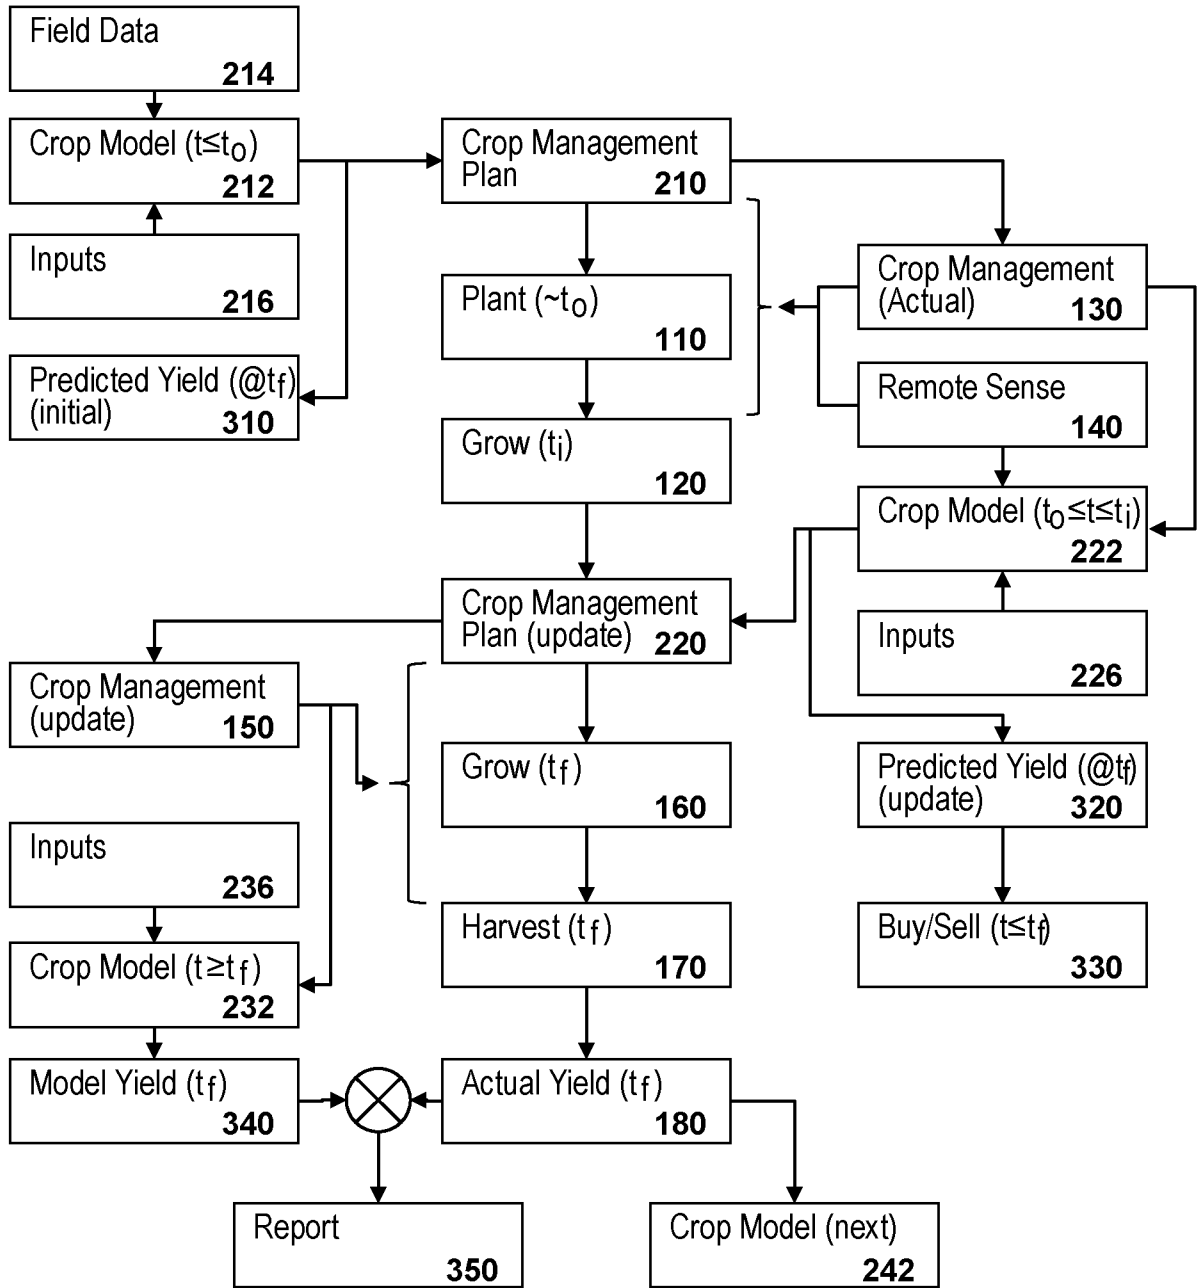 Field Data
214
Crop Model (t≤to)
212
Inputs
216
Predicted Yield (@tf)
(initial)
310
Crop Management
Plan
210
Plant (~to)
110
Grow (ti)
120
Crop Management
(Actual)
130
Remote Sense
140
Crop Model (to≤t≤ti)
222
Inputs
226
Crop Management
Plan (update)
220
Crop Management
(update)
150
Grow (tf)
160
Predicted Yield (@tf)
(update)
320
Inputs
236
Harvest (tf)
170
Buy/Sell (t≤tf)
330
Crop Model (t≥tf)
232
Model Yield (tf)
340
Actual Yield (tf)
180
Report
350
Crop Model (next)
242